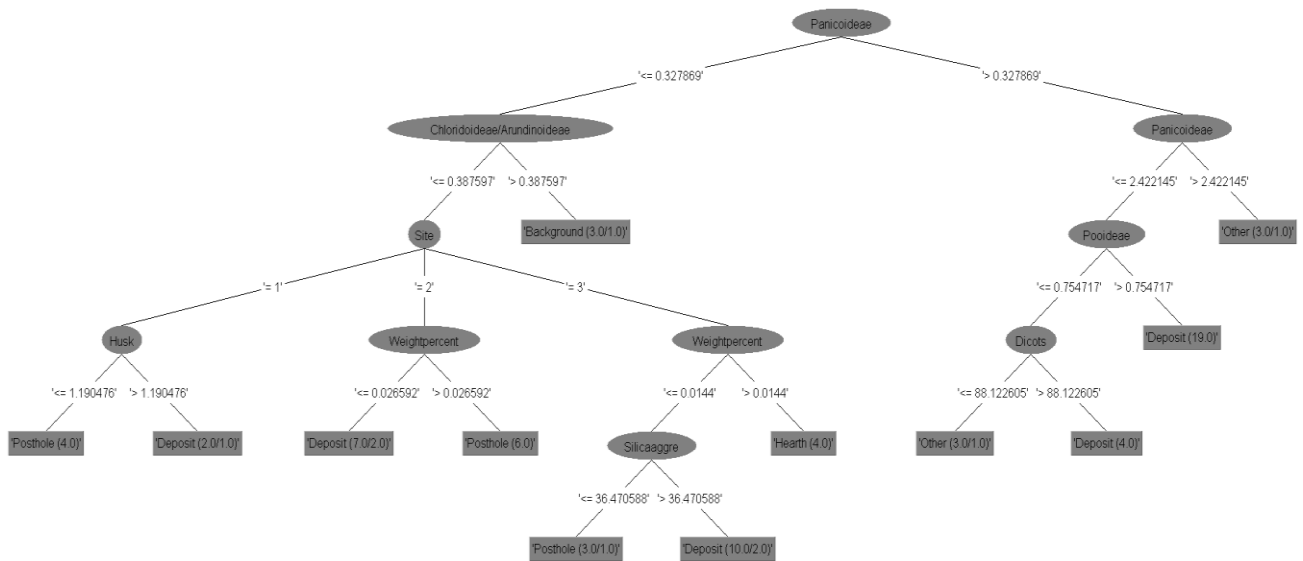 Panicoideae
'<= 0.327869' '> 0.327869'
Chloridoideae/Arundinoideae Panicoideae
'<= 0.387597' '> 0.387597' '<= 2.422145' '> 2.422145'
Site 'Background (3.0/1.0)' Pooideae 'Other (3.0/1.0)'
'= 1' '= 2' '= 3' '<= 0.754717' '> 0.754717'
Husk Weightpercent Weightpercent Dicots 'Deposit (19.0)'
'<= 1.190476' '> 1.190476' '<= 0.026592' '> 0.026592' '<= 0.0144' '> 0.0144' '<= 88.122605' '> 88.122605'
'Posthole (4.0)' 'Deposit (2.0/1.0)' 'Deposit (7.0/2.0)' 'Posthole (6.0)' Silicaaggre 'Hearth (4.0)' 'Other (3.0/1.0)' 'Deposit (4.0)'
'<= 36.470588' '> 36.470588'
'Posthole (3.0/1.0)' 'Deposit (10.0/2.0)'